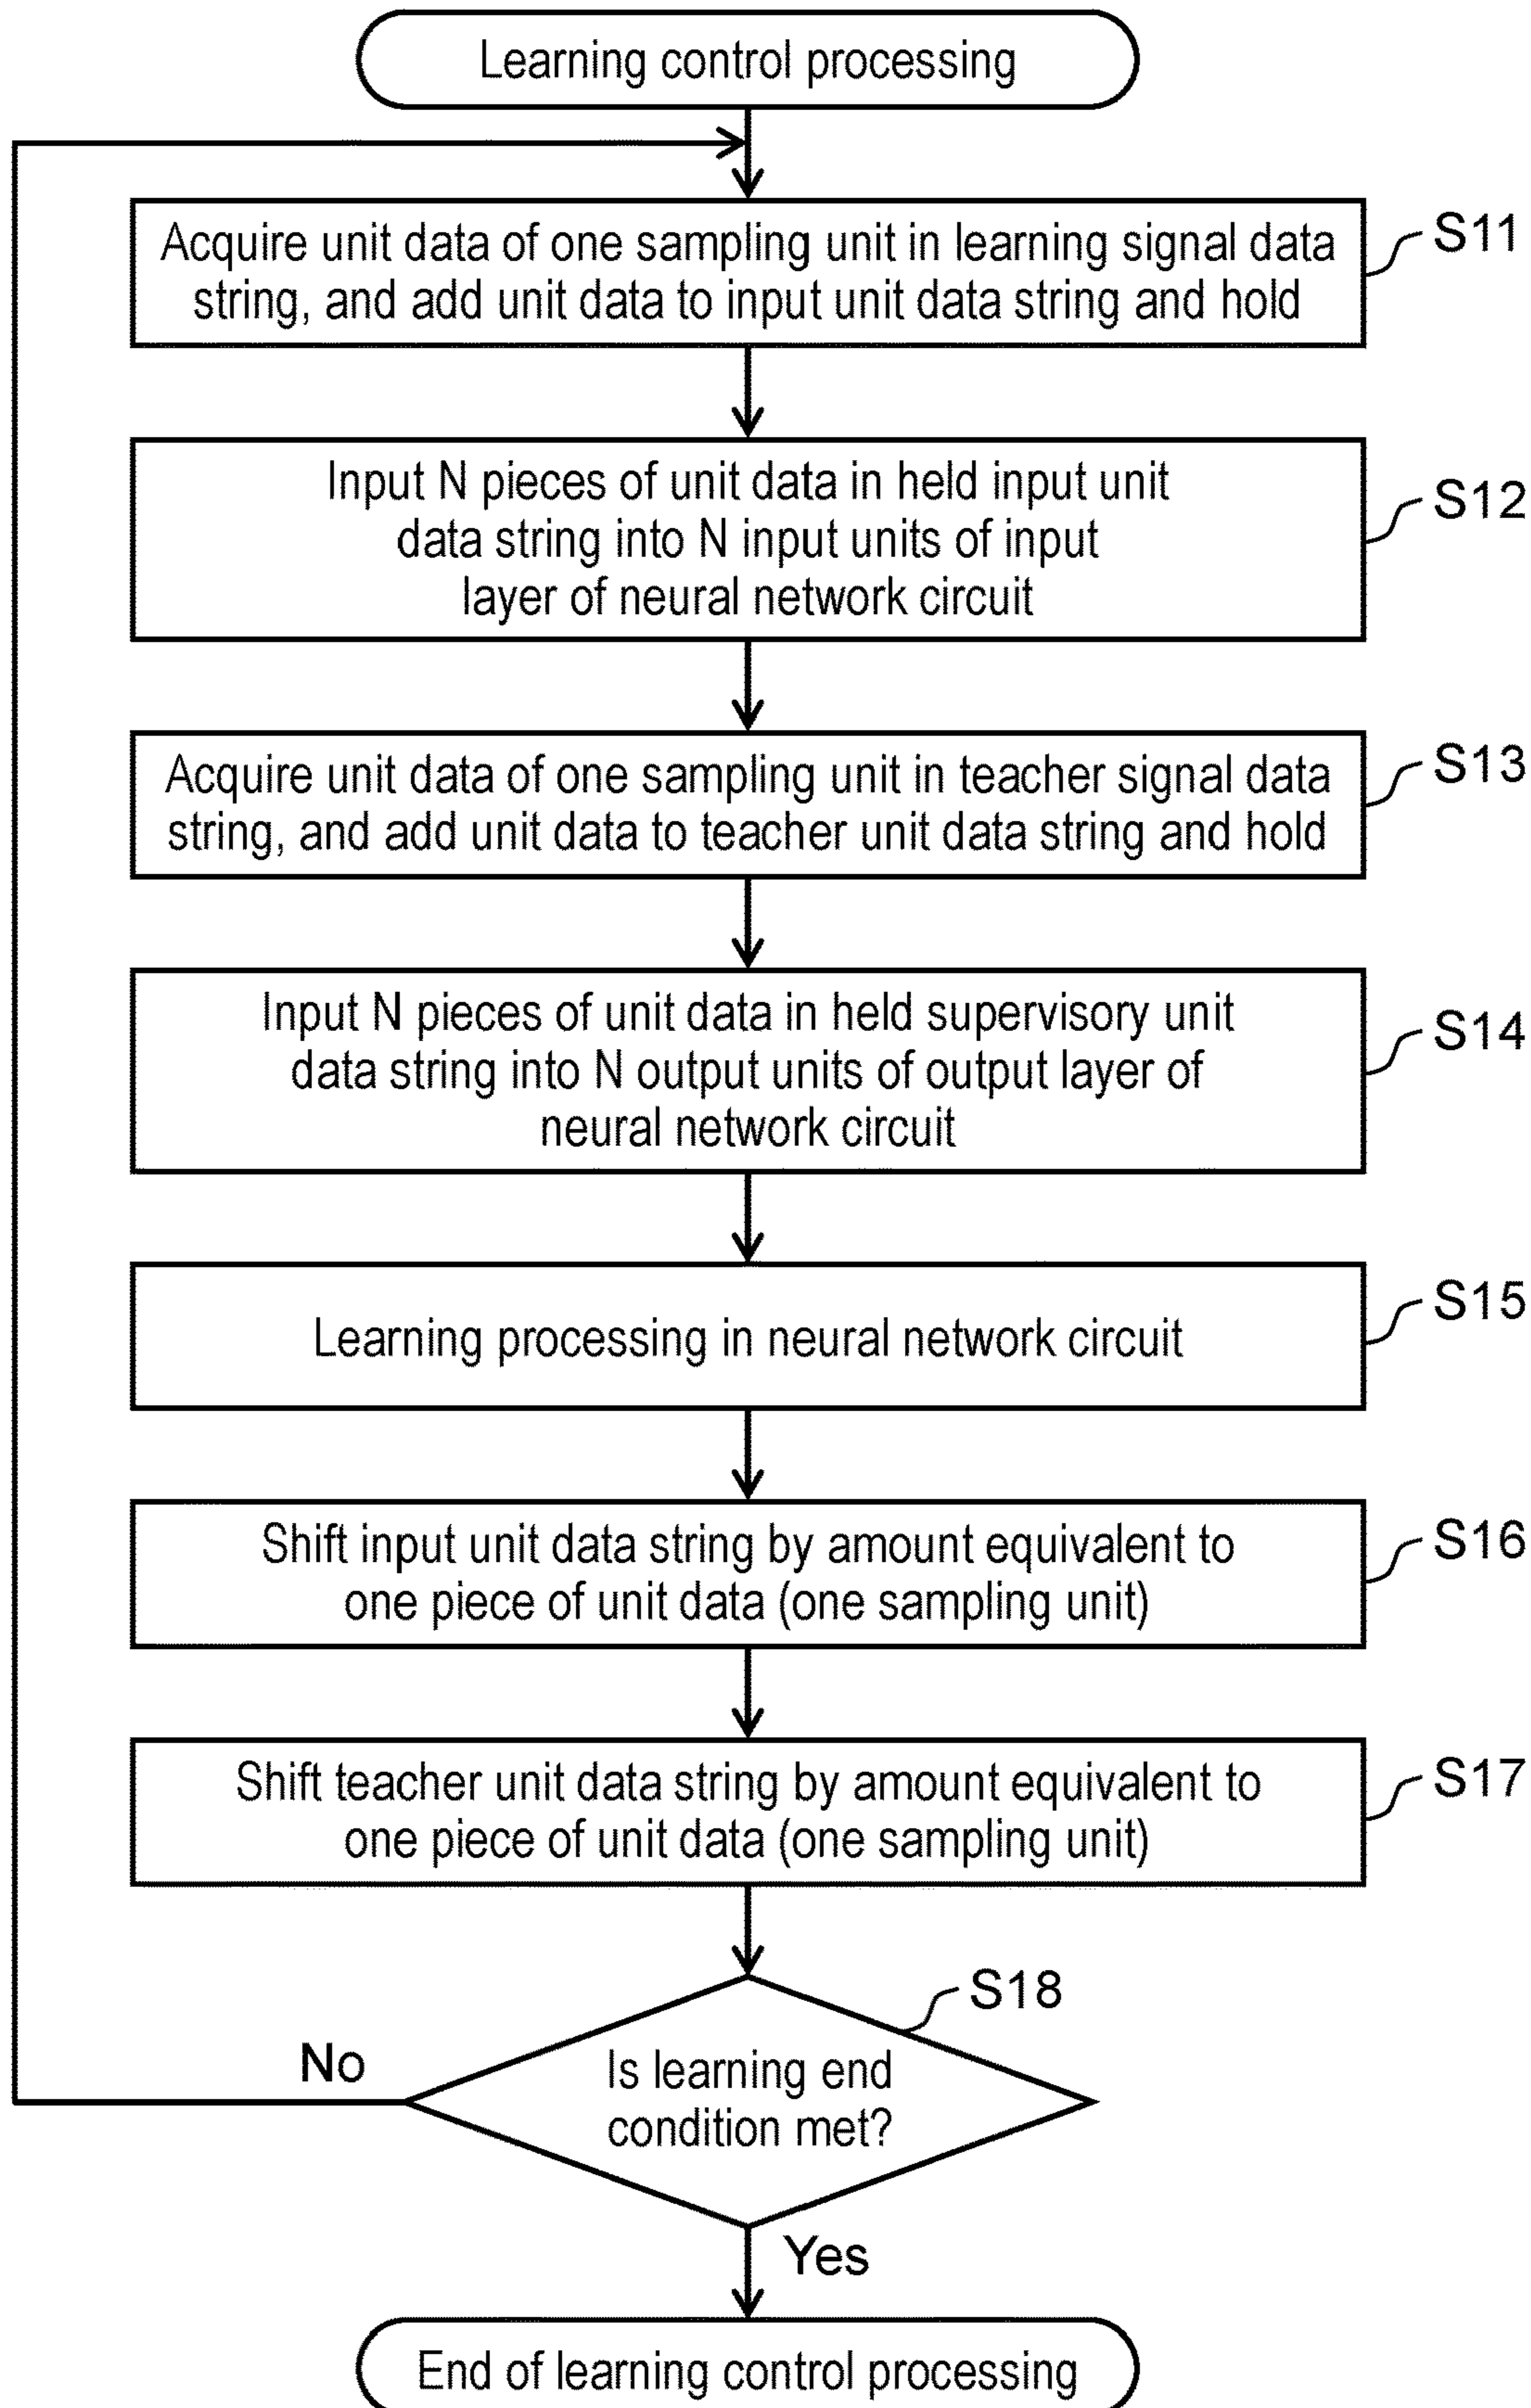 Learning control processing
Acquire unit data of one sampling unit in learning signal data
string, and add unit data to input unit data string and hold
S11
Input N pieces of unit data in held input unit
data string into N input units of input
layer of neural network circuit
S12
Acquire unit data of one sampling unit in teacher signal data
string, and add unit data to teacher unit data string and hold
S13
Input N pieces of unit data in held supervisory unit
data string into N output units of output layer of
neural network circuit
S14
Learning processing in neural network circuit
S15
Shift input unit data string by amount equivalent to
one piece of unit data (one sampling unit)
S16
Shift teacher unit data string by amount equivalent to
one piece of unit data (one sampling unit)
S17
S18
No
Is learning end
condition met?
Yes
End of learning control processing